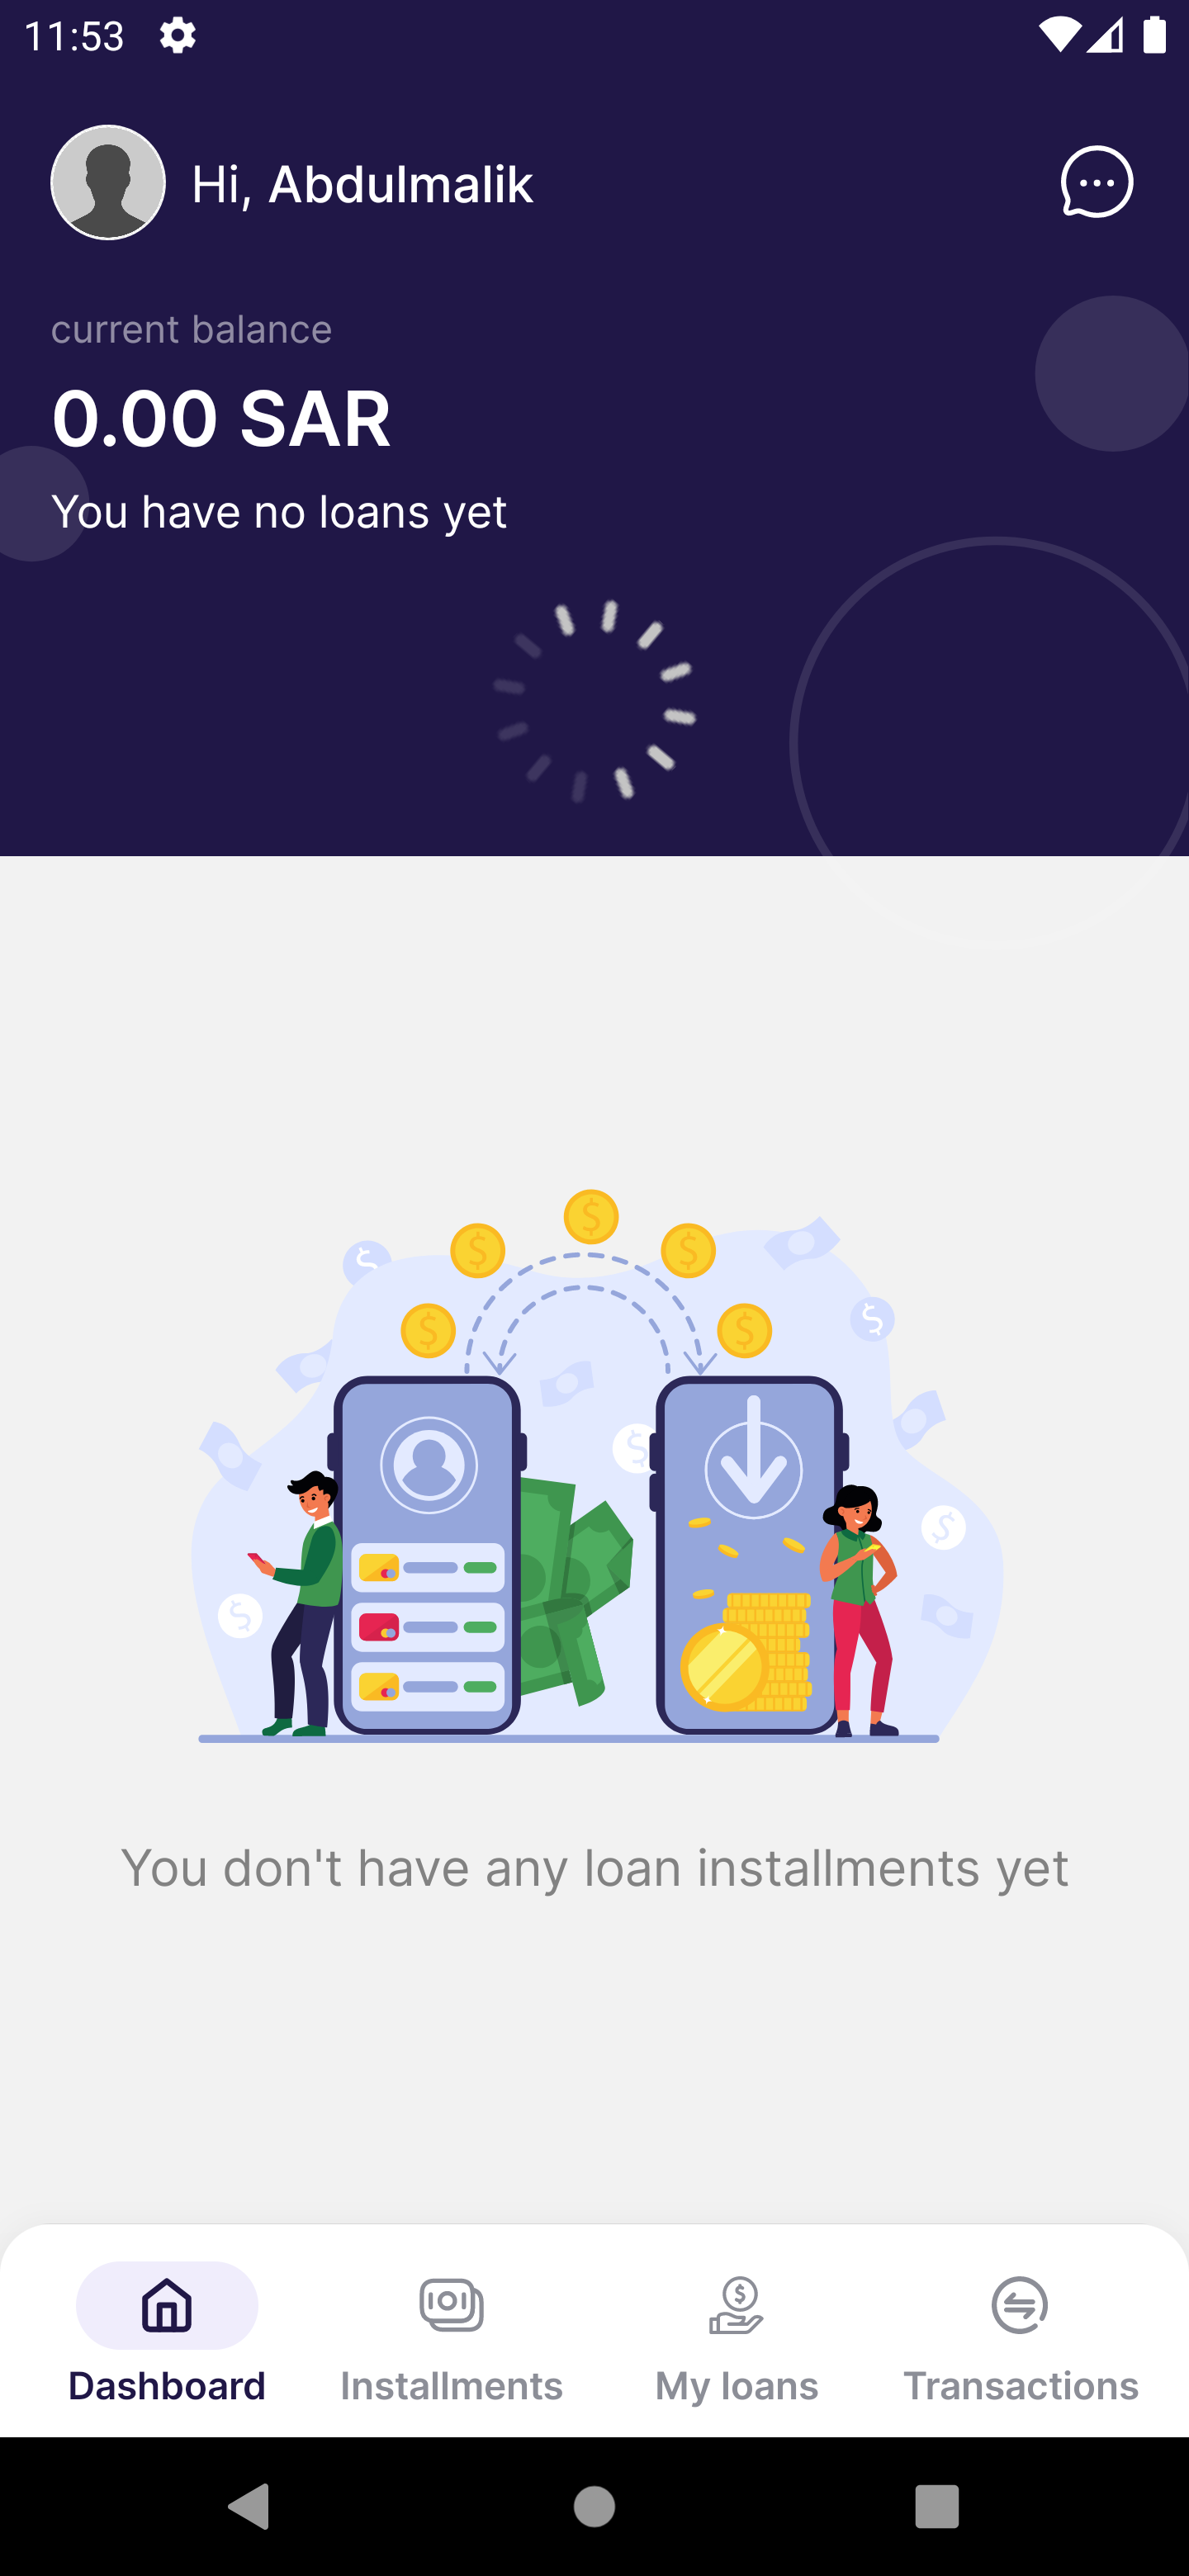 11:53
Hi, Abdulmalik
current balance
0.00 SAR
You have no loans yet
You don't have any loan installments yet
Dashboard
Installments
My loans
Transactions